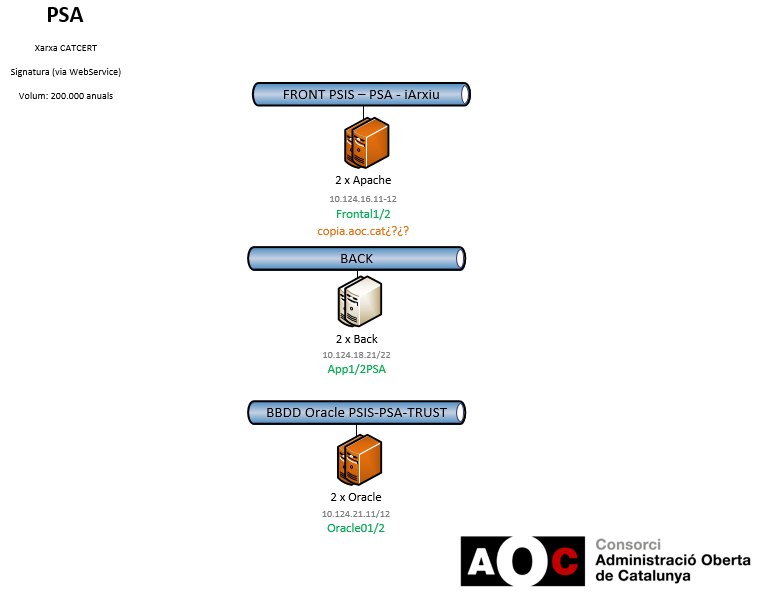 PSA
Xarxa CATCERT
Signatura (via WebService)
Volum: 200.000 anuals
FRONT PSIS – PSA - iArxiu
2 x Apache
10.124.16.11-12
Frontal1/2
copia.aoc.cat¿?¿?
BACK
2 x Back
10.124.18.21/22
App1/2PSA
BBDD Oracle PSIS-PSA-TRUST
2 x Oracle
10.124.21.11/12
Oracle01/2
AOC
Consorci
Administració Oberta
de Catalunya